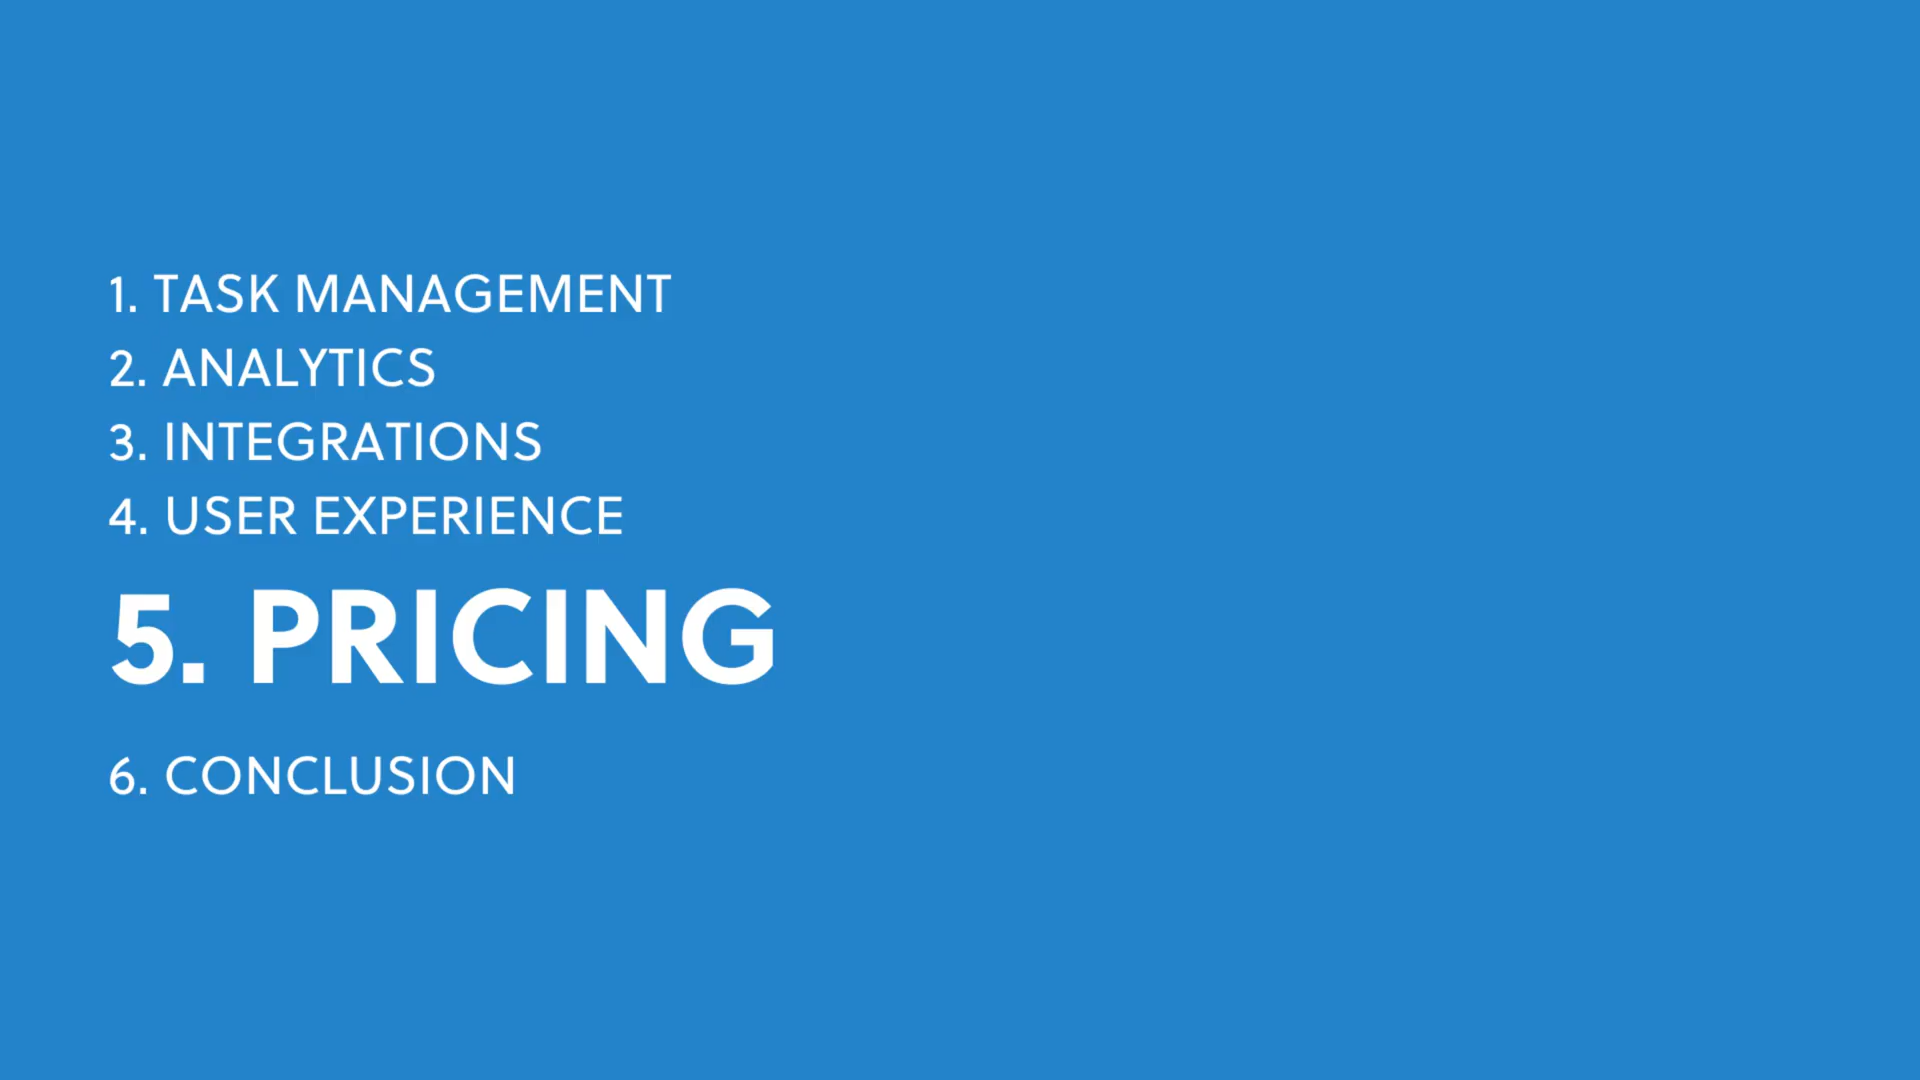 1. TASK MANAGEMENT
2. ANALYTICS
3. INTEGRATIONS
4. USER EXPERIENCE
5. PRICING
6. CONCLUSION